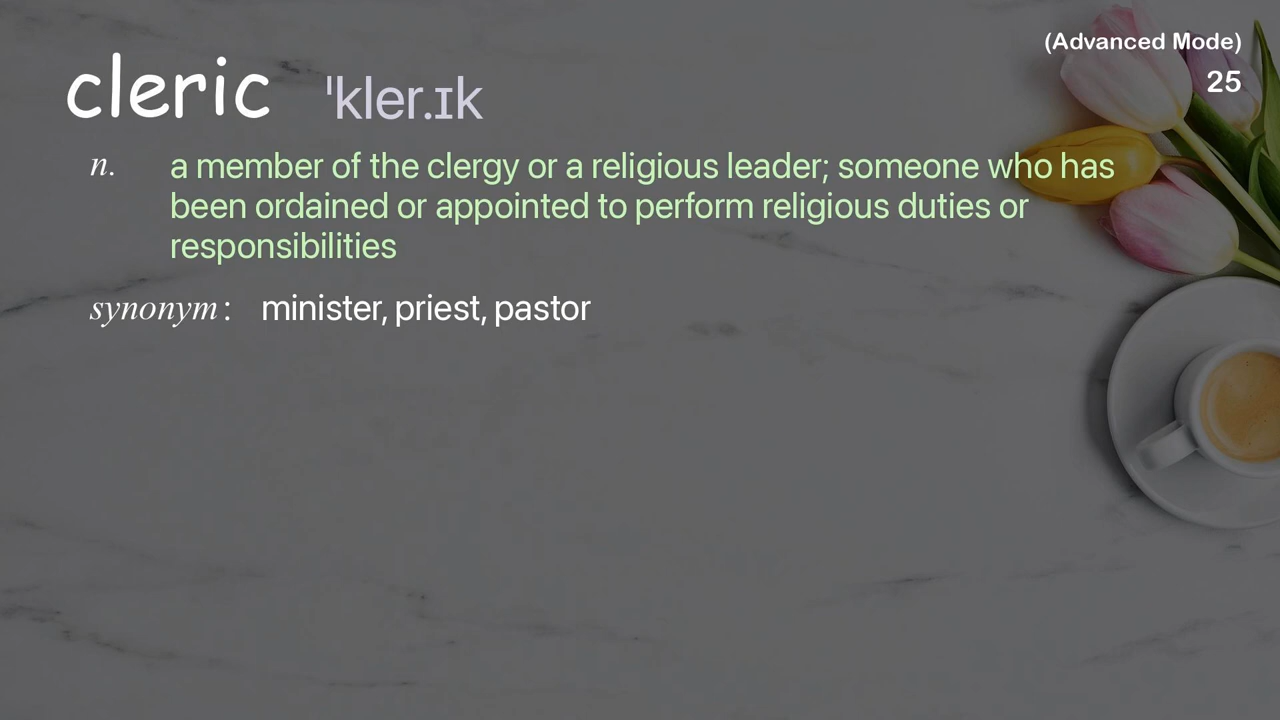 (Advanced Mode)
25
cleric ˈkler.ɪk
n. a member of the clergy or a religious leader; someone who has
been ordained or appointed to perform religious duties or
responsibilities
synonym: minister, priest, pastor